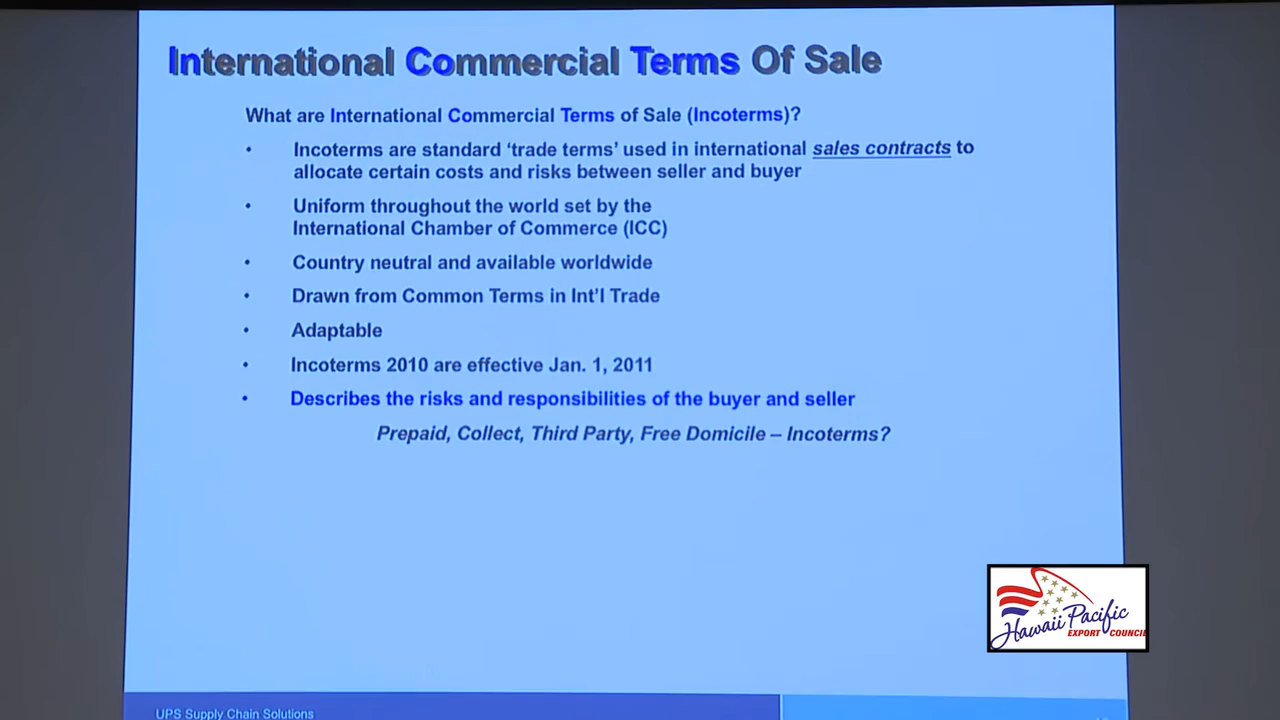 International Commercial Terms Of Sale
What are International Commercial Terms of Sale (Incoterms)?
• Incoterms are standard ‘trade terms’ used in international sales contracts to
allocate certain costs and risks between seller and buyer
• Uniform throughout the world set by the
International Chamber of Commerce (ICC)
• Country neutral and available worldwide
• Drawn from Common Terms in Int’l Trade
• Adaptable
• Incoterms 2010 are effective Jan. 1, 2011
• Describes the risks and responsibilities of the buyer and seller
Prepaid, Collect, Third Party, Free Domicile – Incoterms?
Hawaii Pacific
EXPORT COUNCIL
UPS Supply Chain Solutions